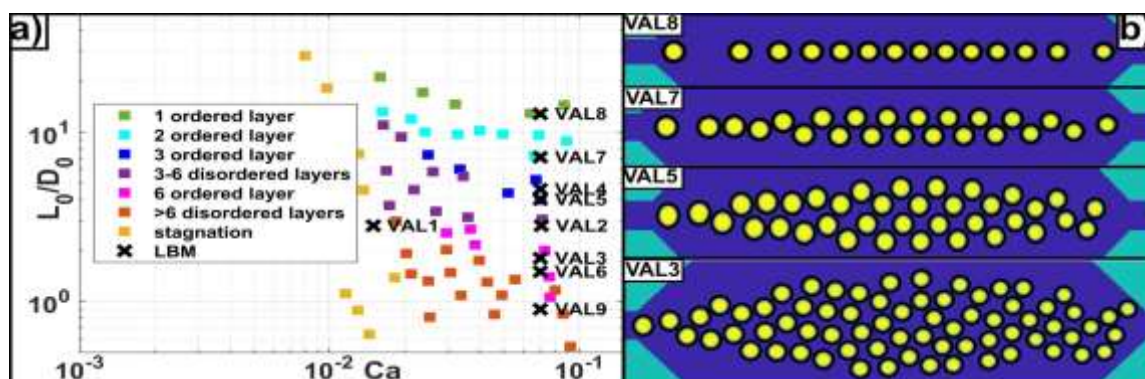 a)
L0/D0
10^1
10^0
1 ordered layer
2 ordered layer
3 ordered layer
3-6 disordered layers
6 ordered layer
>6 disordered layers
stagnation
LBM
VAL8
VAL7
VAL4
VAL5
VAL1
VAL2
VAL3
VAL6
VAL9
10^-3
10^-2
Ca
10^-1
b
VAL8
VAL7
VAL5
VAL3